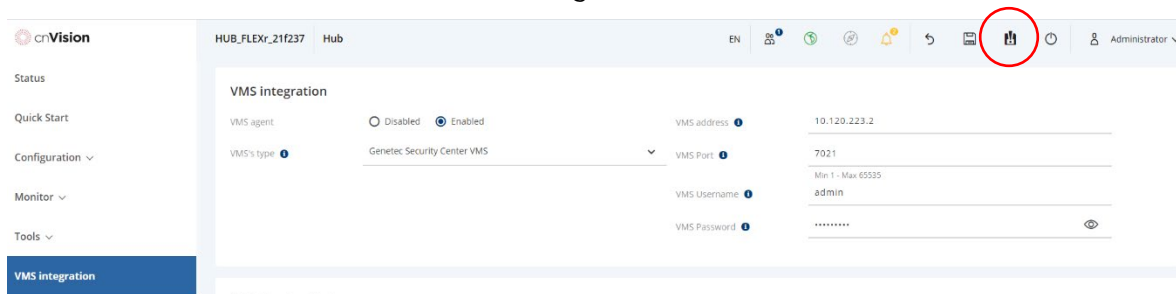 cnVision
HUB_FLEXr_21f237 Hub
EN
0
Administrator
Status
Quick Start
Configuration
Monitor
Tools
VMS integration
VMS integration
VMS agent
Disabled Enabled
VMS's type
Genetec Security Center VMS
VMS address
10.120.223.2
VMS Port
7021
Min 1 - Max 65535
VMS Username
admin
VMS Password
•••••••••